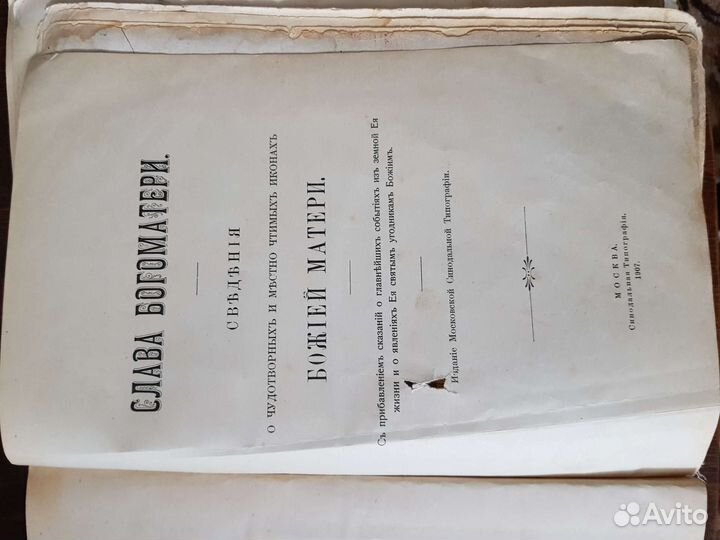 СЛАВА БОГОМАТЕРИ.
СВѢДѢНІЯ
О ЧУДОТВОРНЫХЪ И МѢСТНО ЧТИМЫХЪ ИКОНАХЪ
БОЖІЕЙ МАТЕРИ.
Съ прибавленіемъ сказаній о главнѣйшихъ событіяхъ изъ земной Ея
жизни и о явленіяхъ Ея святымъ угодникамъ Божіимъ.
Изданіе Московской Синодальной Типографіи.
МОСКВА.
Синодальная Типографія.
1907.
Avito